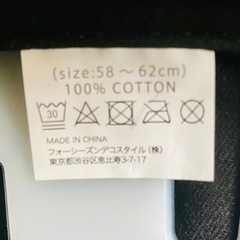 (size:58～62cm)
100% COTTON
30
MADE IN CHINA
フォーシーズンデコスタイル(株)
東京都渋谷区恵比寿3-7-17